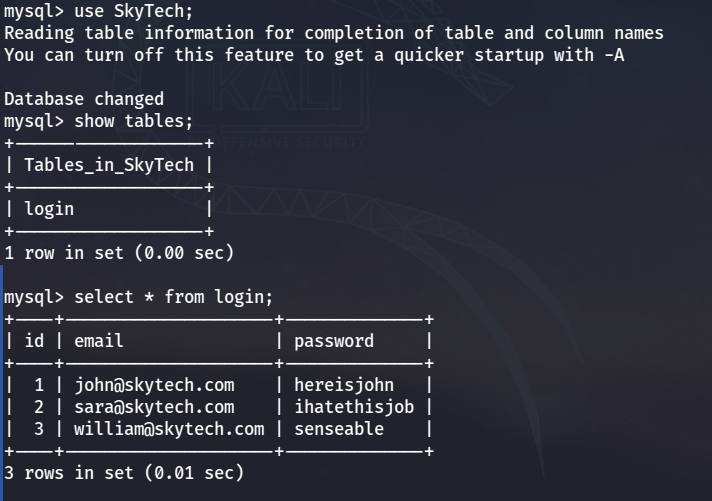 mysql> use SkyTech;
Reading table information for completion of table and column names
You can turn off this feature to get a quicker startup with -A
Database changed
mysql> show tables;
+-------------------+
| Tables_in_SkyTech |
+-------------------+
| login             |
+-------------------+
1 row in set (0.00 sec)
mysql> select * from login;
+----+---------------------+--------------+
| id | email               | password     |
+----+---------------------+--------------+
|  1 | john@skytech.com    | hereisjohn   |
|  2 | sara@skytech.com    | ihatethisjob |
|  3 | william@skytech.com | senseable    |
+----+---------------------+--------------+
3 rows in set (0.01 sec)
KALI
OFFENSIVE SECURITY